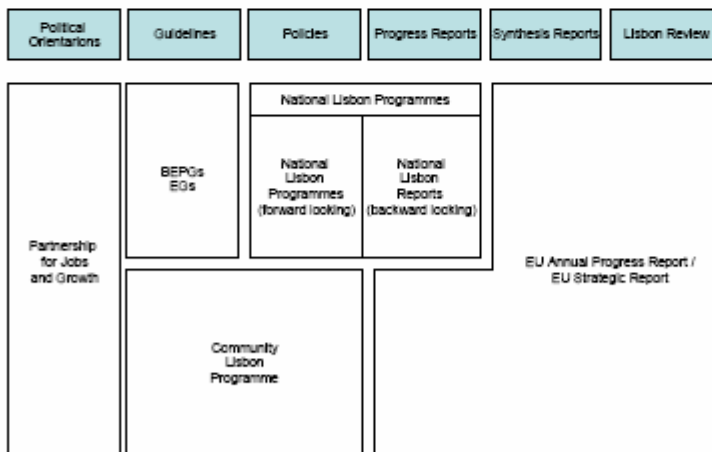 Political
Orientarions
Guidelines
Policies
Progress Reports
Synthesis Reports
Lisbon Review
National Lisbon Programmes
BEPGs
EGs
National
Lisbon
Programmes
(forward looking)
National
Lisbon
Reports
(backward looking)
Partnership
for Jobs
and Growth
EU Annual Progress Report /
EU Strategic Report
Community
Lisbon
Programme